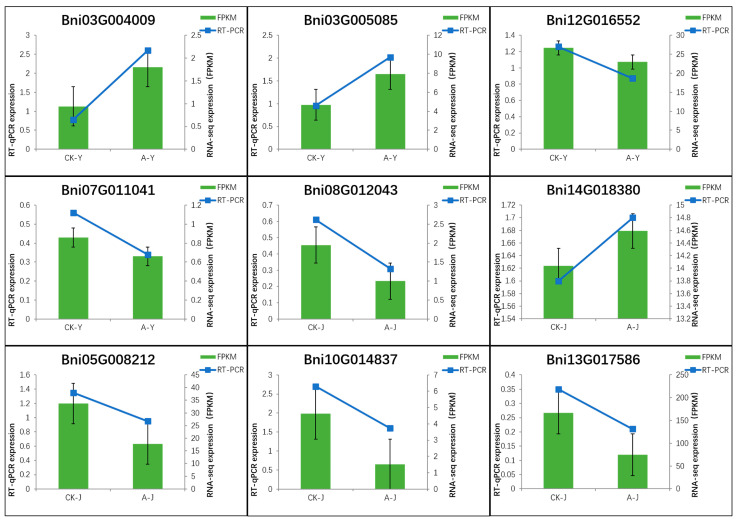 Bni03G004009
FPKM
RT-PCR
RT-qPCR expression
3
2.5
2
1.5
1
0.5
0
2.5
2
1.5
1
0.5
0
RNA-seq expression (FPKM)
CK-Y
A-Y
Bni03G005085
FPKM
RT-PCR
RT-qPCR expression
2.5
2
1.5
1
0.5
0
12
10
8
6
4
2
0
RNA-seq expression (FPKM)
CK-Y
A-Y
Bni12G016552
FPKM
RT-PCR
RT-qPCR expression
1.4
1.2
1
0.8
0.6
0.4
0.2
0
30
25
20
15
10
5
0
RNA-seq expression (FPKM)
CK-Y
A-Y
Bni07G011041
FPKM
RT-PCR
RT-qPCR expression
0.6
0.5
0.4
0.3
0.2
0.1
0
1.2
1
0.8
0.6
0.4
0.2
0
RNA-seq expression (FPKM)
CK-Y
A-Y
Bni08G012043
FPKM
RT-PCR
RT-qPCR expression
0.7
0.6
0.5
0.4
0.3
0.2
0.1
0
3
2.5
2
1.5
1
0.5
0
RNA-seq expression (FPKM)
CK-J
A-J
Bni14G018380
FPKM
RT-PCR
RT-qPCR expression
1.72
1.7
1.68
1.66
1.64
1.62
1.6
1.58
1.56
1.54
15
14.8
14.6
14.4
14.2
14
13.8
13.6
13.4
13.2
RNA-seq expression (FPKM)
CK-J
A-J
Bni05G008212
FPKM
RT-PCR
RT-qPCR expression
1.6
1.4
1.2
1
0.8
0.6
0.4
0.2
0
45
40
35
30
25
20
15
10
5
0
RNA-seq expression (FPKM)
CK-J
A-J
Bni10G014837
FPKM
RT-PCR
RT-qPCR expression
3
2.5
2
1.5
1
0.5
0
7
6
5
4
3
2
1
0
RNA-seq expression (FPKM)
CK-J
A-J
Bni13G017586
FPKM
RT-PCR
RT-qPCR expression
0.4
0.35
0.3
0.25
0.2
0.15
0.1
0.05
0
250
200
150
100
50
0
RNA-seq expression (FPKM)
CK-J
A-J